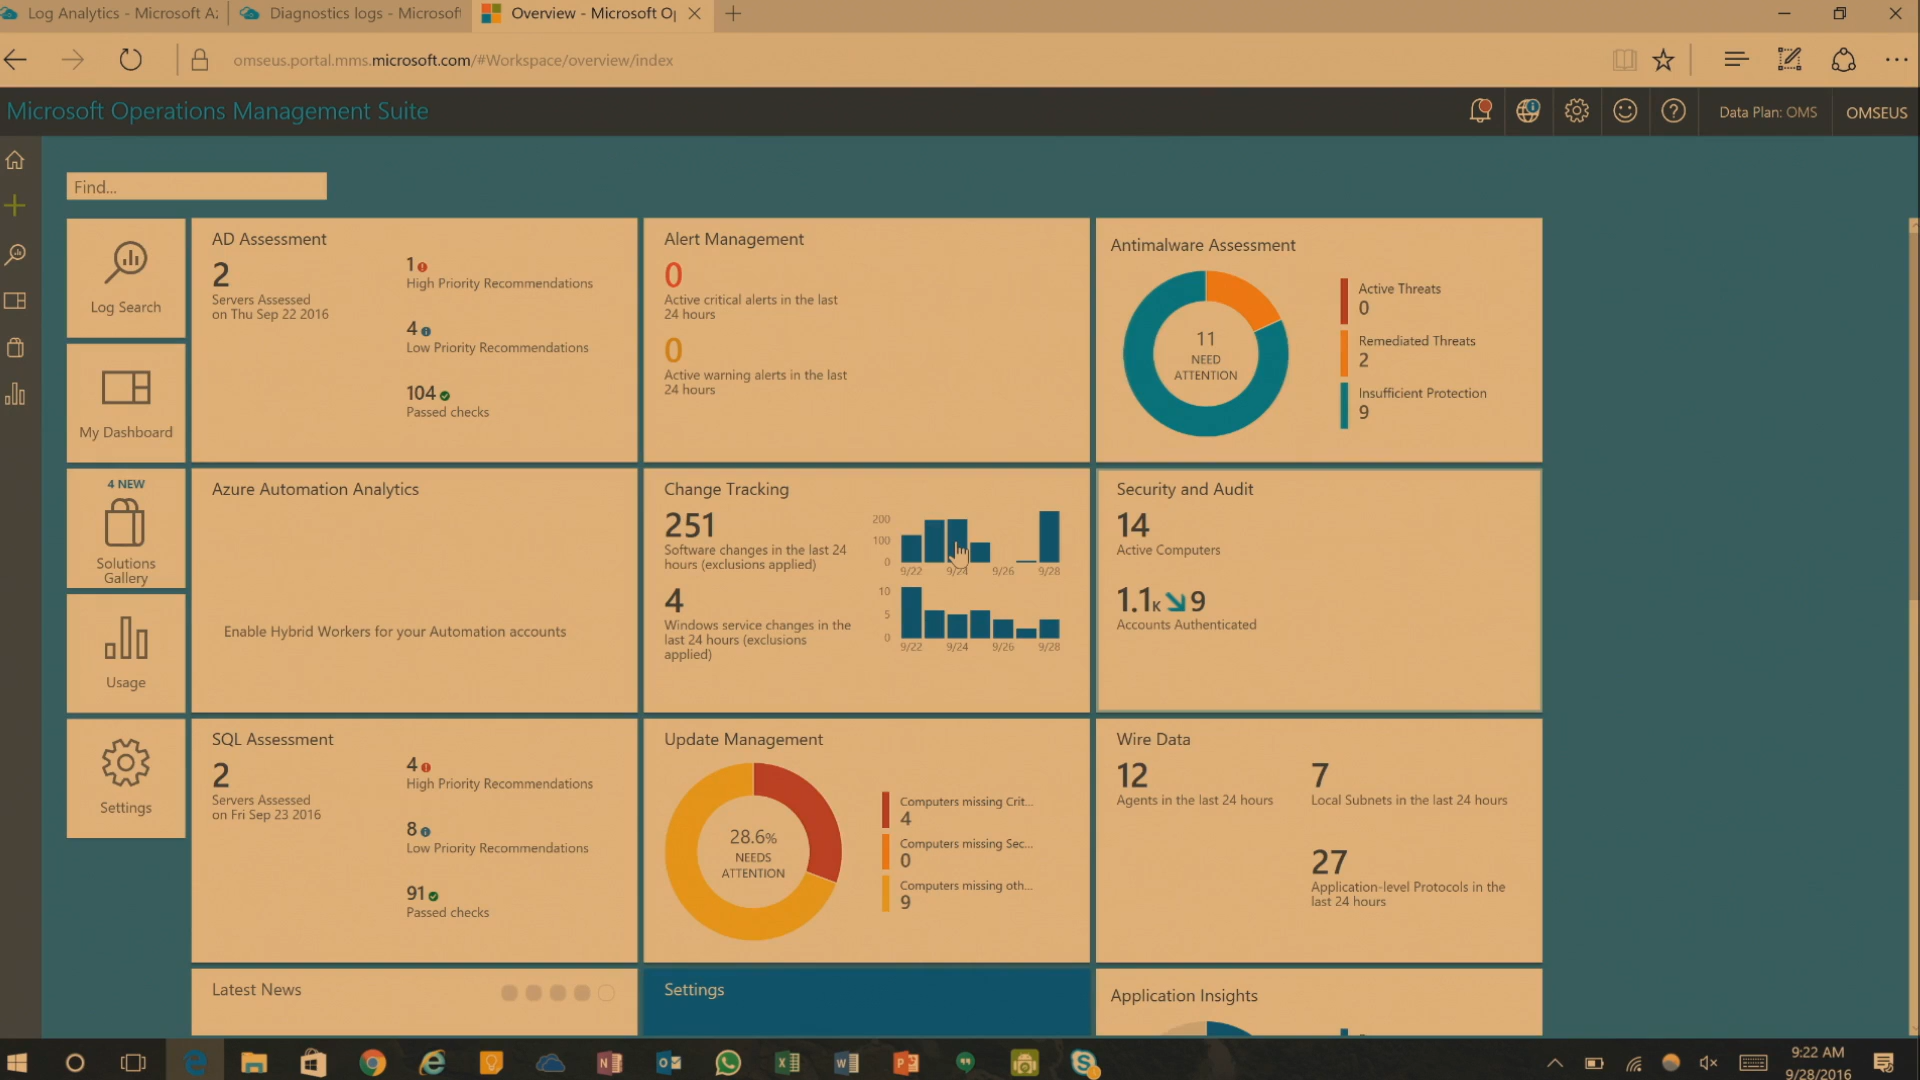 Log Analytics - Microsoft Az
Diagnostics logs - Microsoft
Overview - Microsoft Op
omseus.portal.mms.microsoft.com/#Workspace/overview/index
Microsoft Operations Management Suite
Data Plan: OMS
OMSEUS
Find...
Log Search
My Dashboard
4 NEW
Solutions
Gallery
Usage
Settings
AD Assessment
2
Servers Assessed
on Thu Sep 22 2016
1
High Priority Recommendations
4
Low Priority Recommendations
104
Passed checks
Alert Management
0
Active critical alerts in the last
24 hours
0
Active warning alerts in the last
24 hours
Antimalware Assessment
11
NEED
ATTENTION
Active Threats
0
Remediated Threats
2
Insufficient Protection
9
Azure Automation Analytics
Enable Hybrid Workers for your Automation accounts
Change Tracking
251
Software changes in the last 24
hours (exclusions applied)
200
100
0
9/22 9/24 9/26 9/28
4
Windows service changes in the
last 24 hours (exclusions
applied)
10
5
0
9/22 9/24 9/26 9/28
Security and Audit
14
Active Computers
1.1K 9
Accounts Authenticated
SQL Assessment
2
Servers Assessed
on Fri Sep 23 2016
4
High Priority Recommendations
8
Low Priority Recommendations
91
Passed checks
Update Management
28.6%
NEEDS
ATTENTION
Computers missing Crit...
4
Computers missing Sec...
0
Computers missing oth...
9
Wire Data
12
Agents in the last 24 hours
7
Local Subnets in the last 24 hours
27
Application-level Protocols in the
last 24 hours
Latest News
Settings
Application Insights
9:22 AM
9/28/2016